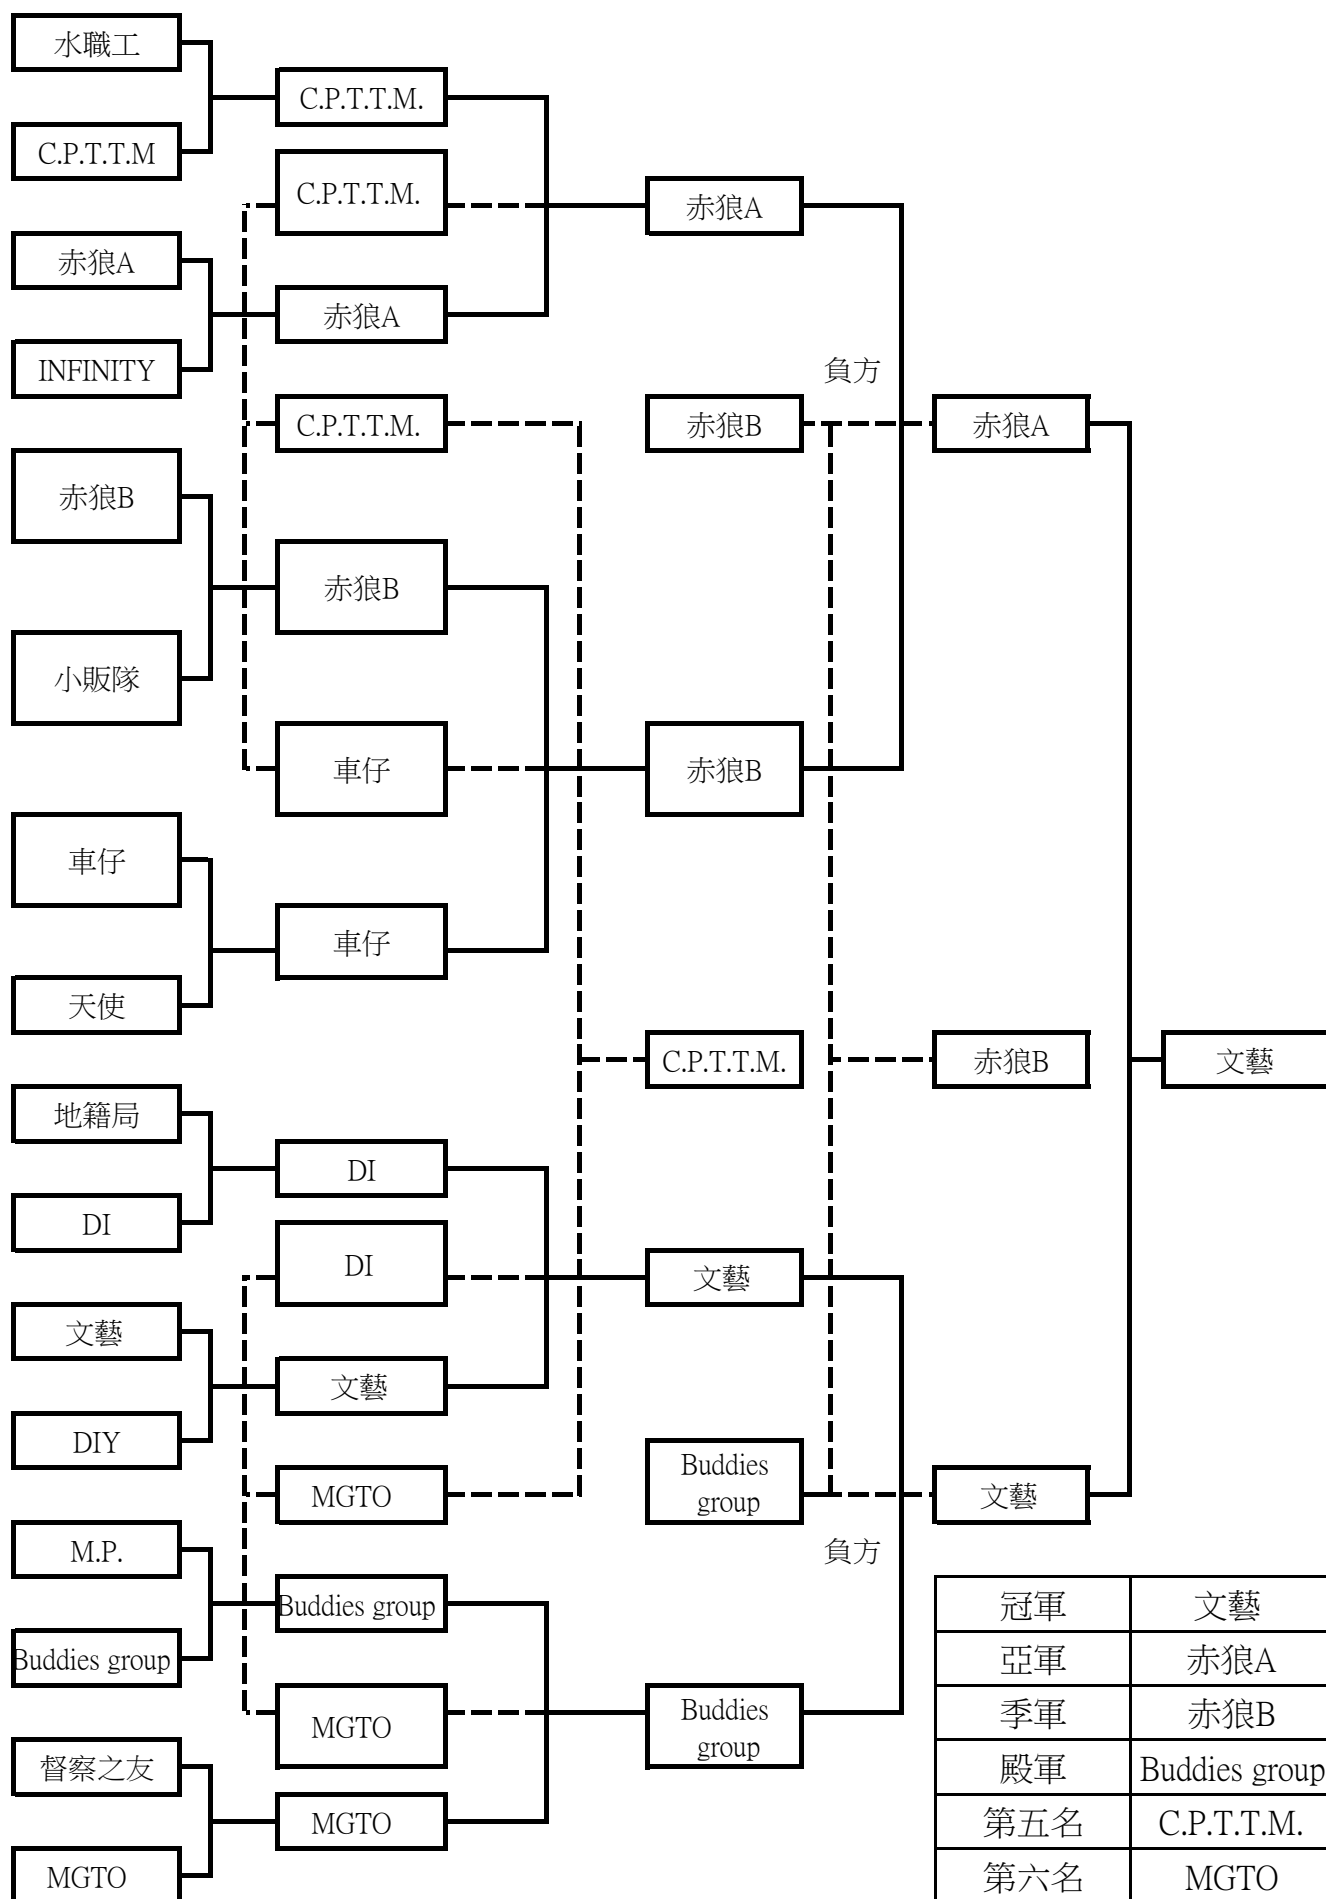 水職工
C.P.T.T.M
赤狼A
INFINITY
赤狼B
小販隊
車仔
天使
地籍局
DI
文藝
DIY
M.P.
Buddies group
督察之友
MGTO
C.P.T.T.M.
C.P.T.T.M.
赤狼A
C.P.T.T.M.
赤狼B
車仔
車仔
DI
DI
文藝
MGTO
Buddies group
MGTO
MGTO
赤狼A
負方
赤狼B
赤狼B
C.P.T.T.M.
文藝
Buddies
group
負方
Buddies
group
赤狼A
赤狼B
文藝
文藝
冠軍 文藝
亞軍 赤狼A
季軍 赤狼B
殿軍 Buddies group
第五名 C.P.T.T.M.
第六名 MGTO